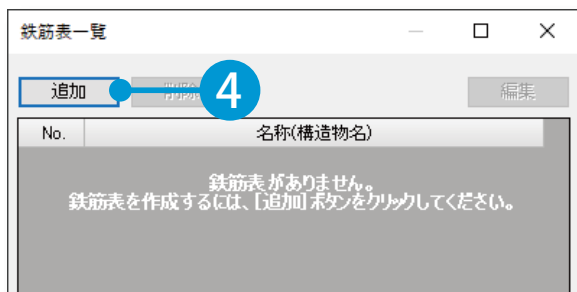 鉄筋表一覧
追加
削除
4
編集
No.
名称(構造物名)
鉄筋表がありません。
鉄筋表を作成するには、[追加]ボタンをクリックしてください。